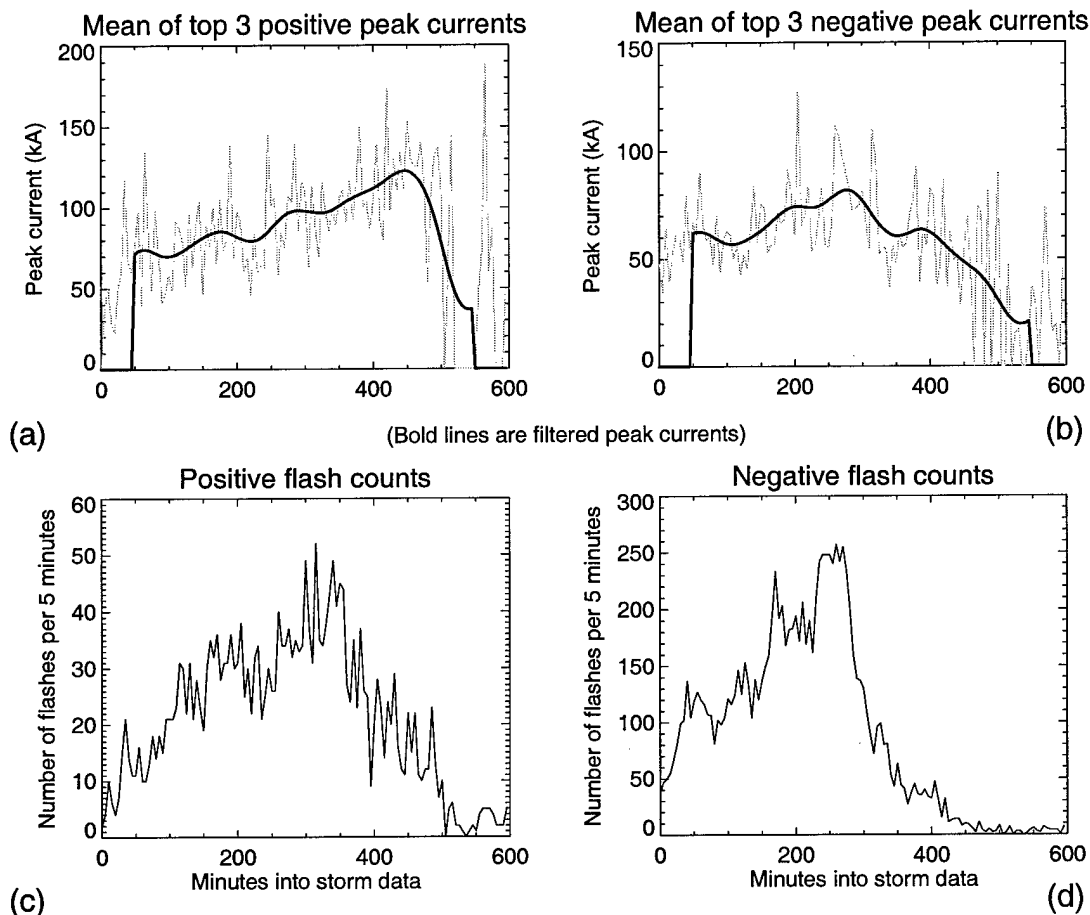 Mean of top 3 positive peak currents
Mean of top 3 negative peak currents
200
150
100
50
0
Peak current (kA)
0 200 400 600
150
100
50
0
Peak current (kA)
0 200 400 600
(a)
(Bold lines are filtered peak currents)
(b)
Positive flash counts
Negative flash counts
60
50
40
30
20
10
0
Number of flashes per 5 minutes
0 200 400 600
Minutes into storm data
300
250
200
150
100
50
0
Number of flashes per 5 minutes
0 200 400 600
Minutes into storm data
(c)
(d)